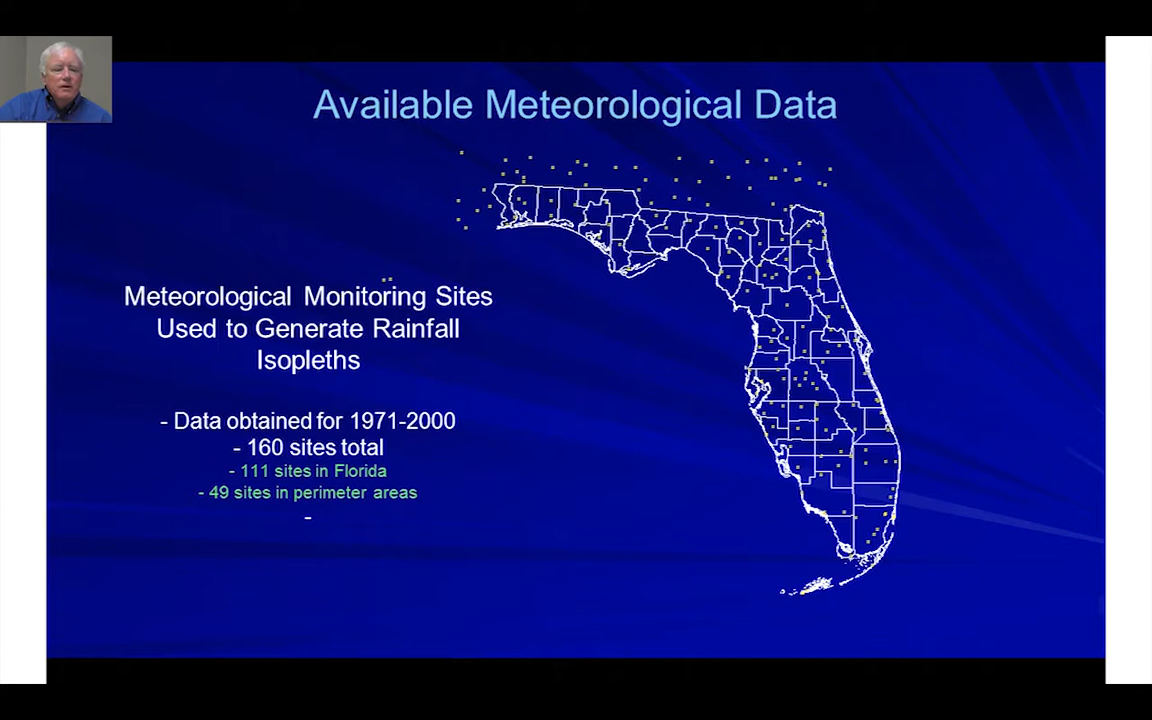 Available Meteorological Data
Meteorological Monitoring Sites
Used to Generate Rainfall
Isopleths
- Data obtained for 1971-2000
- 160 sites total
- 111 sites in Florida
- 49 sites in perimeter areas
-